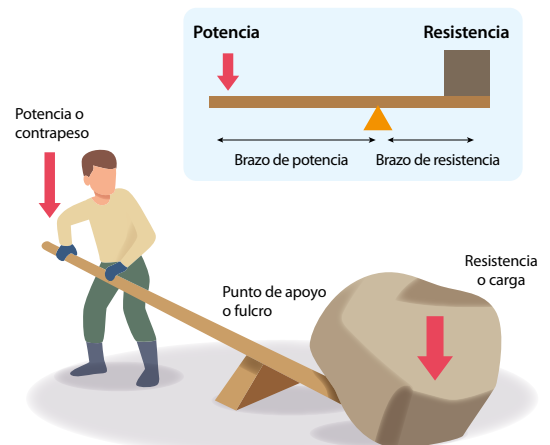 Potencia
Resistencia
Brazo de potencia
Brazo de resistencia
Potencia o
contrapeso
Punto de apoyo
o fulcro
Resistencia
o carga